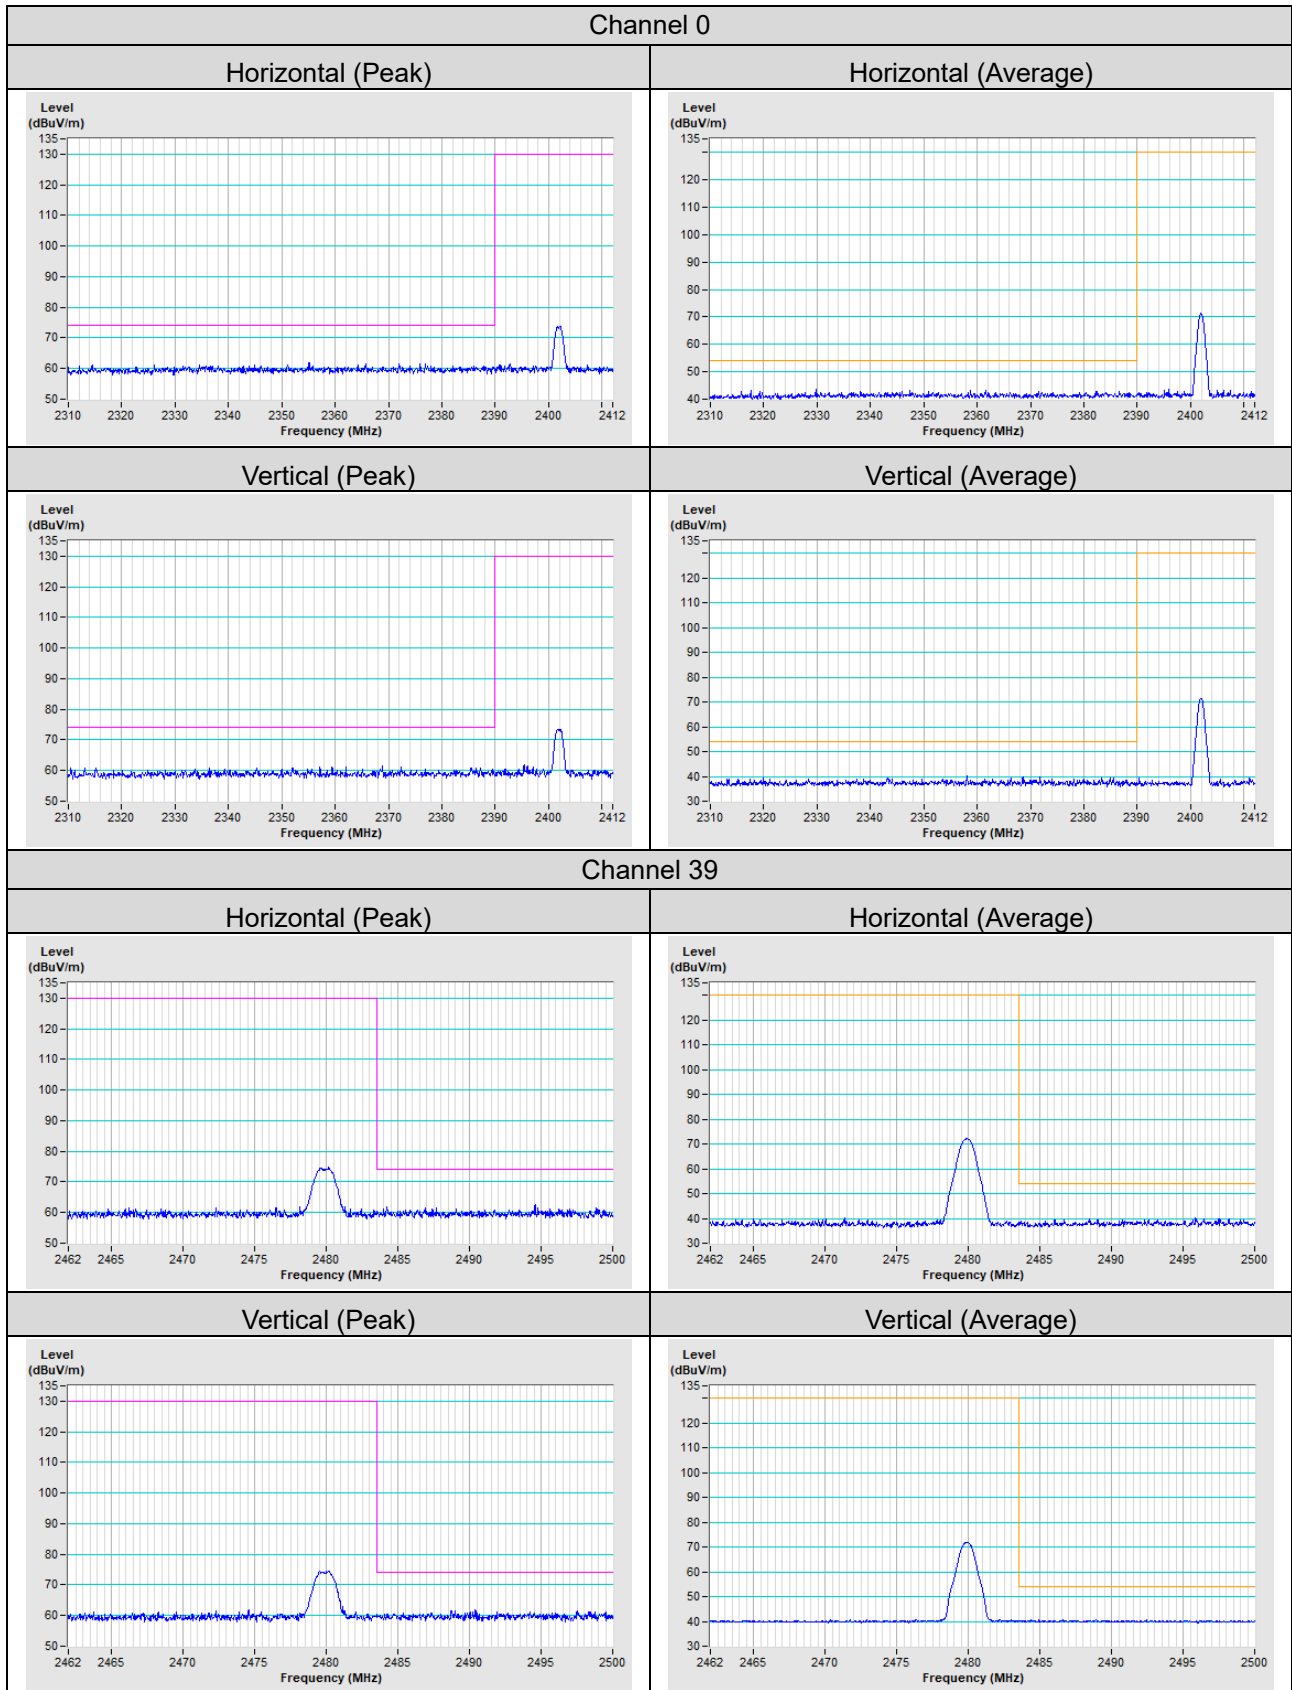 Channel 0
Horizontal (Peak)
Horizontal (Average)
Level
(dBuV/m)
135
130
120
110
100
90
80
70
60
50
2310 2320 2330 2340 2350 2360 2370 2380 2390 2400 2412
Frequency (MHz)
Level
(dBuV/m)
135
120
110
100
90
80
70
60
50
40
2310 2320 2330 2340 2350 2360 2370 2380 2390 2400 2412
Frequency (MHz)
Vertical (Peak)
Vertical (Average)
Level
(dBuV/m)
135
130
120
110
100
90
80
70
60
50
2310 2320 2330 2340 2350 2360 2370 2380 2390 2400 2412
Frequency (MHz)
Level
(dBuV/m)
135
120
110
100
90
80
70
60
50
40
30
2310 2320 2330 2340 2350 2360 2370 2380 2390 2400 2412
Frequency (MHz)
Channel 39
Horizontal (Peak)
Horizontal (Average)
Level
(dBuV/m)
135
130
120
110
100
90
80
70
60
50
2462 2465 2470 2475 2480 2485 2490 2495 2500
Frequency (MHz)
Level
(dBuV/m)
135
120
110
100
90
80
70
60
50
40
30
2462 2465 2470 2475 2480 2485 2490 2495 2500
Frequency (MHz)
Vertical (Peak)
Vertical (Average)
Level
(dBuV/m)
135
130
120
110
100
90
80
70
60
50
2462 2465 2470 2475 2480 2485 2490 2495 2500
Frequency (MHz)
Level
(dBuV/m)
135
120
110
100
90
80
70
60
50
40
30
2462 2465 2470 2475 2480 2485 2490 2495 2500
Frequency (MHz)